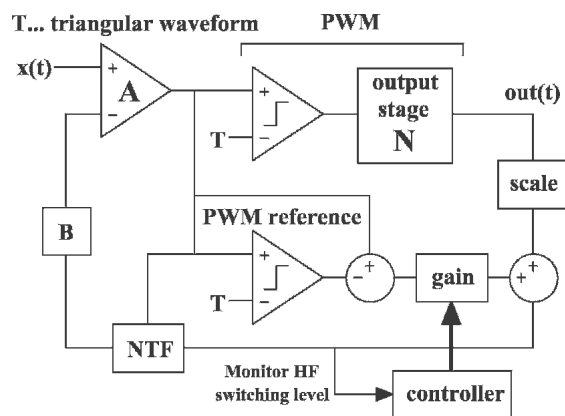 T... triangular waveform
PWM
x(t)
+
A
−
+
T
−
output
stage
N
out(t)
scale
B
PWM reference
+
T
−
+
−
gain
+
+
NTF
Monitor HF
switching level
controller